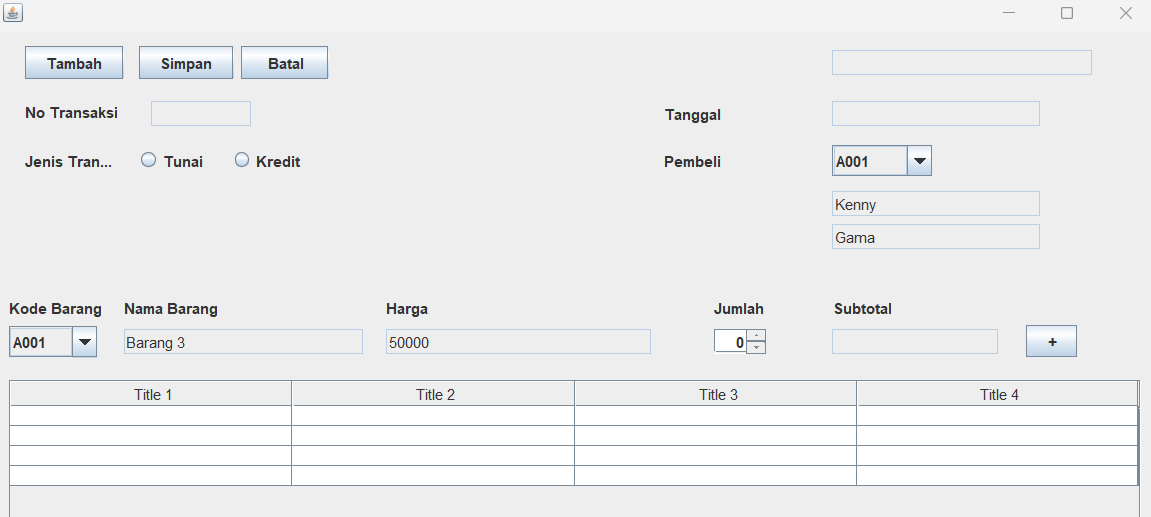 Tambah Simpan Batal
No Transaksi Tanggal
Jenis Tran... Tunai Kredit Pembeli A001
Kenny
Gama
Kode Barang Nama Barang Harga Jumlah Subtotal
A001 Barang 3 50000 0 +
Title 1 Title 2 Title 3 Title 4